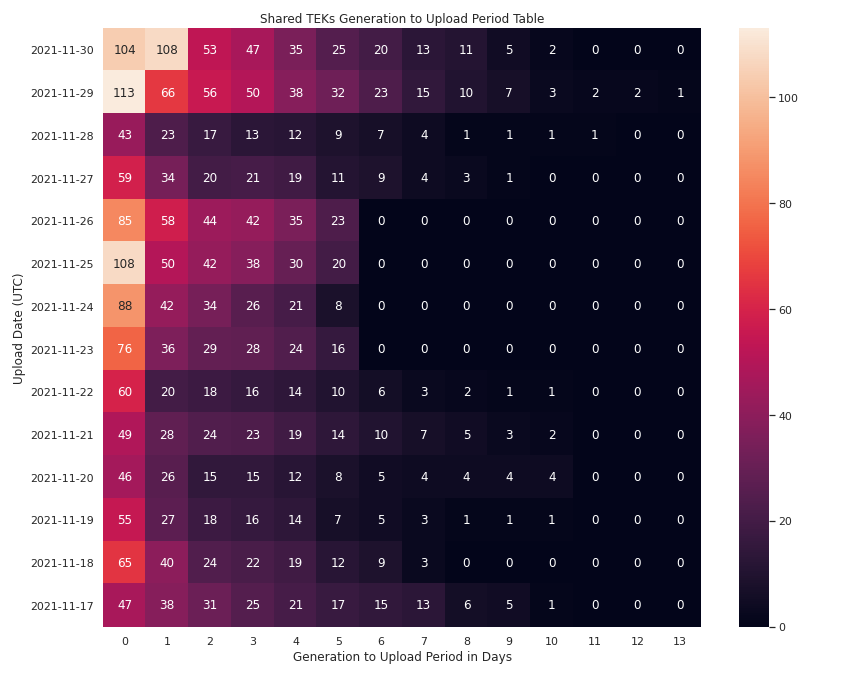 Shared TEKs Generation to Upload Period Table
Upload Date (UTC)
2021-11-30 104 108 53 47 35 25 20 13 11 5 2 0 0 0
2021-11-29 113 66 56 50 38 32 23 15 10 7 3 2 2 1
2021-11-28 43 23 17 13 12 9 7 4 1 1 1 1 0 0
2021-11-27 59 34 20 21 19 11 9 4 3 1 0 0 0 0
2021-11-26 85 58 44 42 35 23 0 0 0 0 0 0 0 0
2021-11-25 108 50 42 38 30 20 0 0 0 0 0 0 0 0
2021-11-24 88 42 34 26 21 8 0 0 0 0 0 0 0 0
2021-11-23 76 36 29 28 24 16 0 0 0 0 0 0 0 0
2021-11-22 60 20 18 16 14 10 6 3 2 1 1 0 0 0
2021-11-21 49 28 24 23 19 14 10 7 5 3 2 0 0 0
2021-11-20 46 26 15 15 12 8 5 4 4 4 4 0 0 0
2021-11-19 55 27 18 16 14 7 5 3 1 1 1 0 0 0
2021-11-18 65 40 24 22 19 12 9 3 0 0 0 0 0 0
2021-11-17 47 38 31 25 21 17 15 13 6 5 1 0 0 0
0 1 2 3 4 5 6 7 8 9 10 11 12 13
Generation to Upload Period in Days
100
80
60
40
20
0